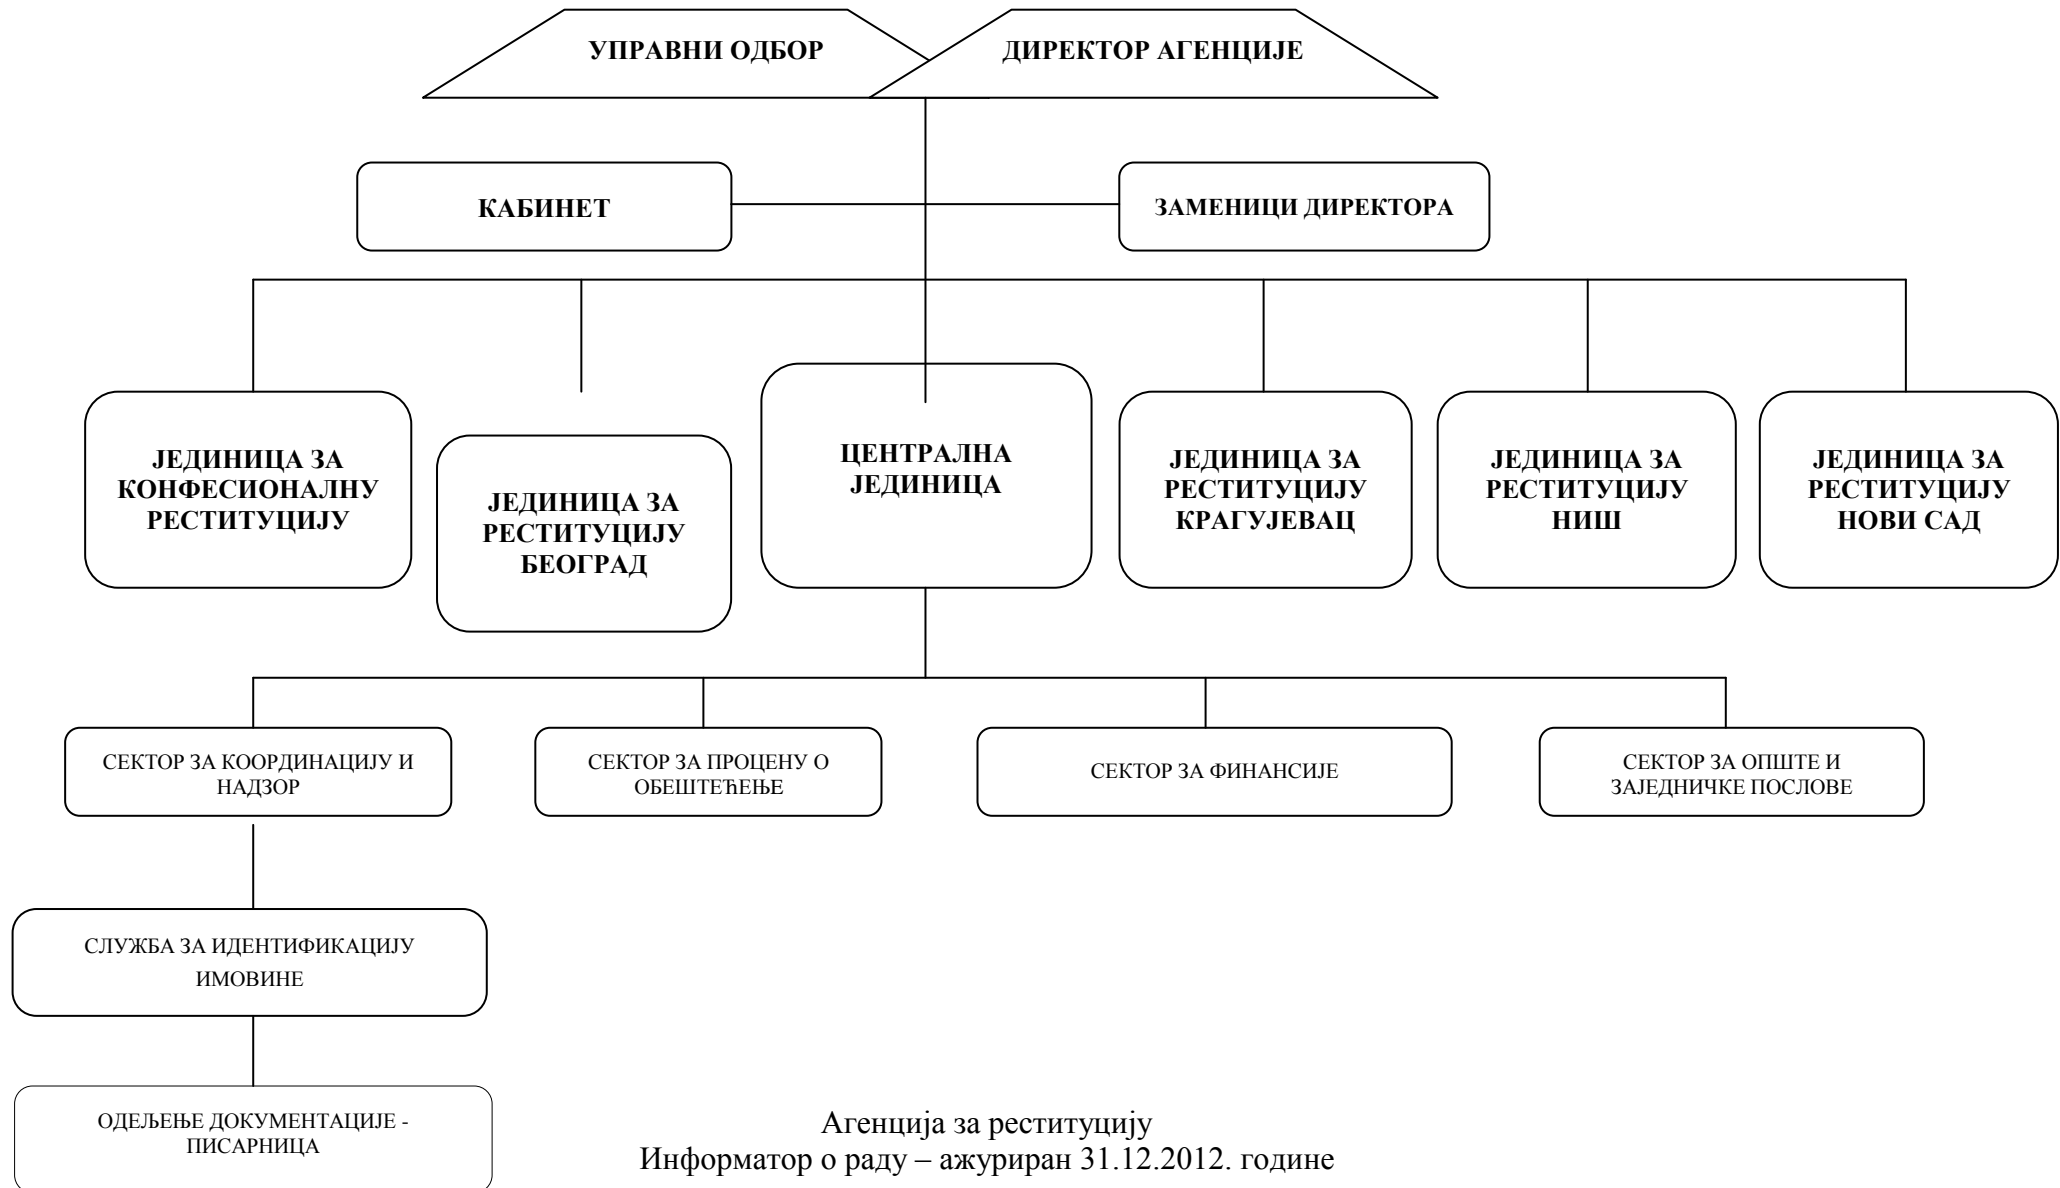 УПРАВНИ ОДБОР
ДИРЕКТОР АГЕНЦИЈЕ
КАБИНЕТ
ЗАМЕНИЦИ ДИРЕКТОРА
ЈЕДИНИЦА ЗА
КОНФЕСИОНАЛНУ
РЕСТИТУЦИЈУ
ЈЕДИНИЦА ЗА
РЕСТИТУЦИЈУ
БЕОГРАД
ЦЕНТРАЛНА
ЈЕДИНИЦА
ЈЕДИНИЦА ЗА
РЕСТИТУЦИЈУ
КРАГУЈЕВАЦ
ЈЕДИНИЦА ЗА
РЕСТИТУЦИЈУ
НИШ
ЈЕДИНИЦА ЗА
РЕСТИТУЦИЈУ
НОВИ САД
СЕКТОР ЗА КООРДИНАЦИЈУ И
НАДЗОР
СЕКТОР ЗА ПРОЦЕНУ О
ОБЕШТЕЋЕЊЕ
СЕКТОР ЗА ФИНАНСИЈЕ
СЕКТОР ЗА ОПШТЕ И
ЗАЈЕДНИЧКЕ ПОСЛОВЕ
СЛУЖБА ЗА ИДЕНТИФИКАЦИЈУ
ИМОВИНЕ
ОДЕЉЕЊЕ ДОКУМЕНТАЦИЈЕ -
ПИСАРНИЦА
Агенција за реституцију
Информатор о раду – ажуриран 31.12.2012. године